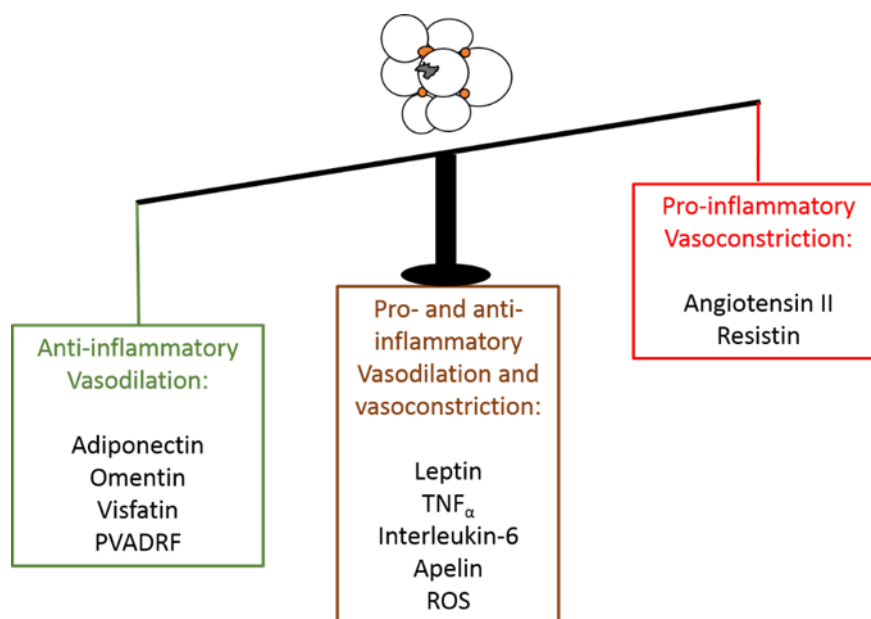 Anti-inflammatory
Vasodilation:
Adiponectin
Omentin
Visfatin
PVADRF
Pro- and anti-
inflammatory
Vasodilation and
vasoconstriction:
Leptin
TNFα
Interleukin-6
Apelin
ROS
Pro-inflammatory
Vasoconstriction:
Angiotensin II
Resistin